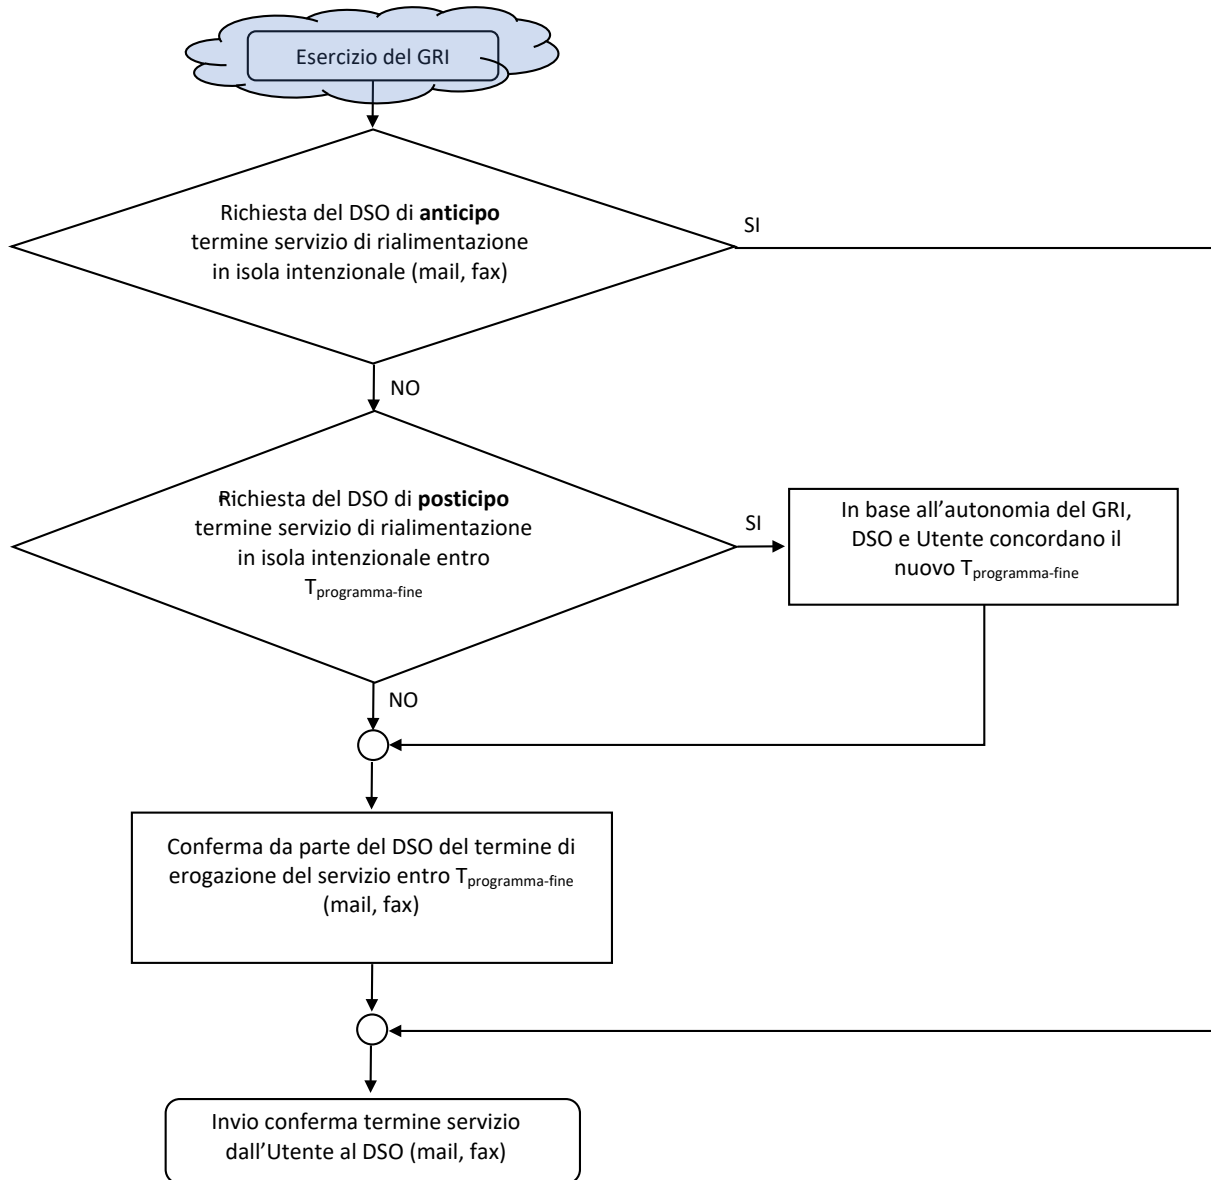 Esercizio del GRI
Richiesta del DSO di anticipo
termine servizio di rialimentazione
in isola intenzionale (mail, fax)
SI
NO
Richiesta del DSO di posticipo
termine servizio di rialimentazione
in isola intenzionale entro
Tprogramma-fine
SI
In base all’autonomia del GRI,
DSO e Utente concordano il
nuovo Tprogramma-fine
NO
Conferma da parte del DSO del termine di
erogazione del servizio entro Tprogramma-fine
(mail, fax)
Invio conferma termine servizio
dall’Utente al DSO (mail, fax)